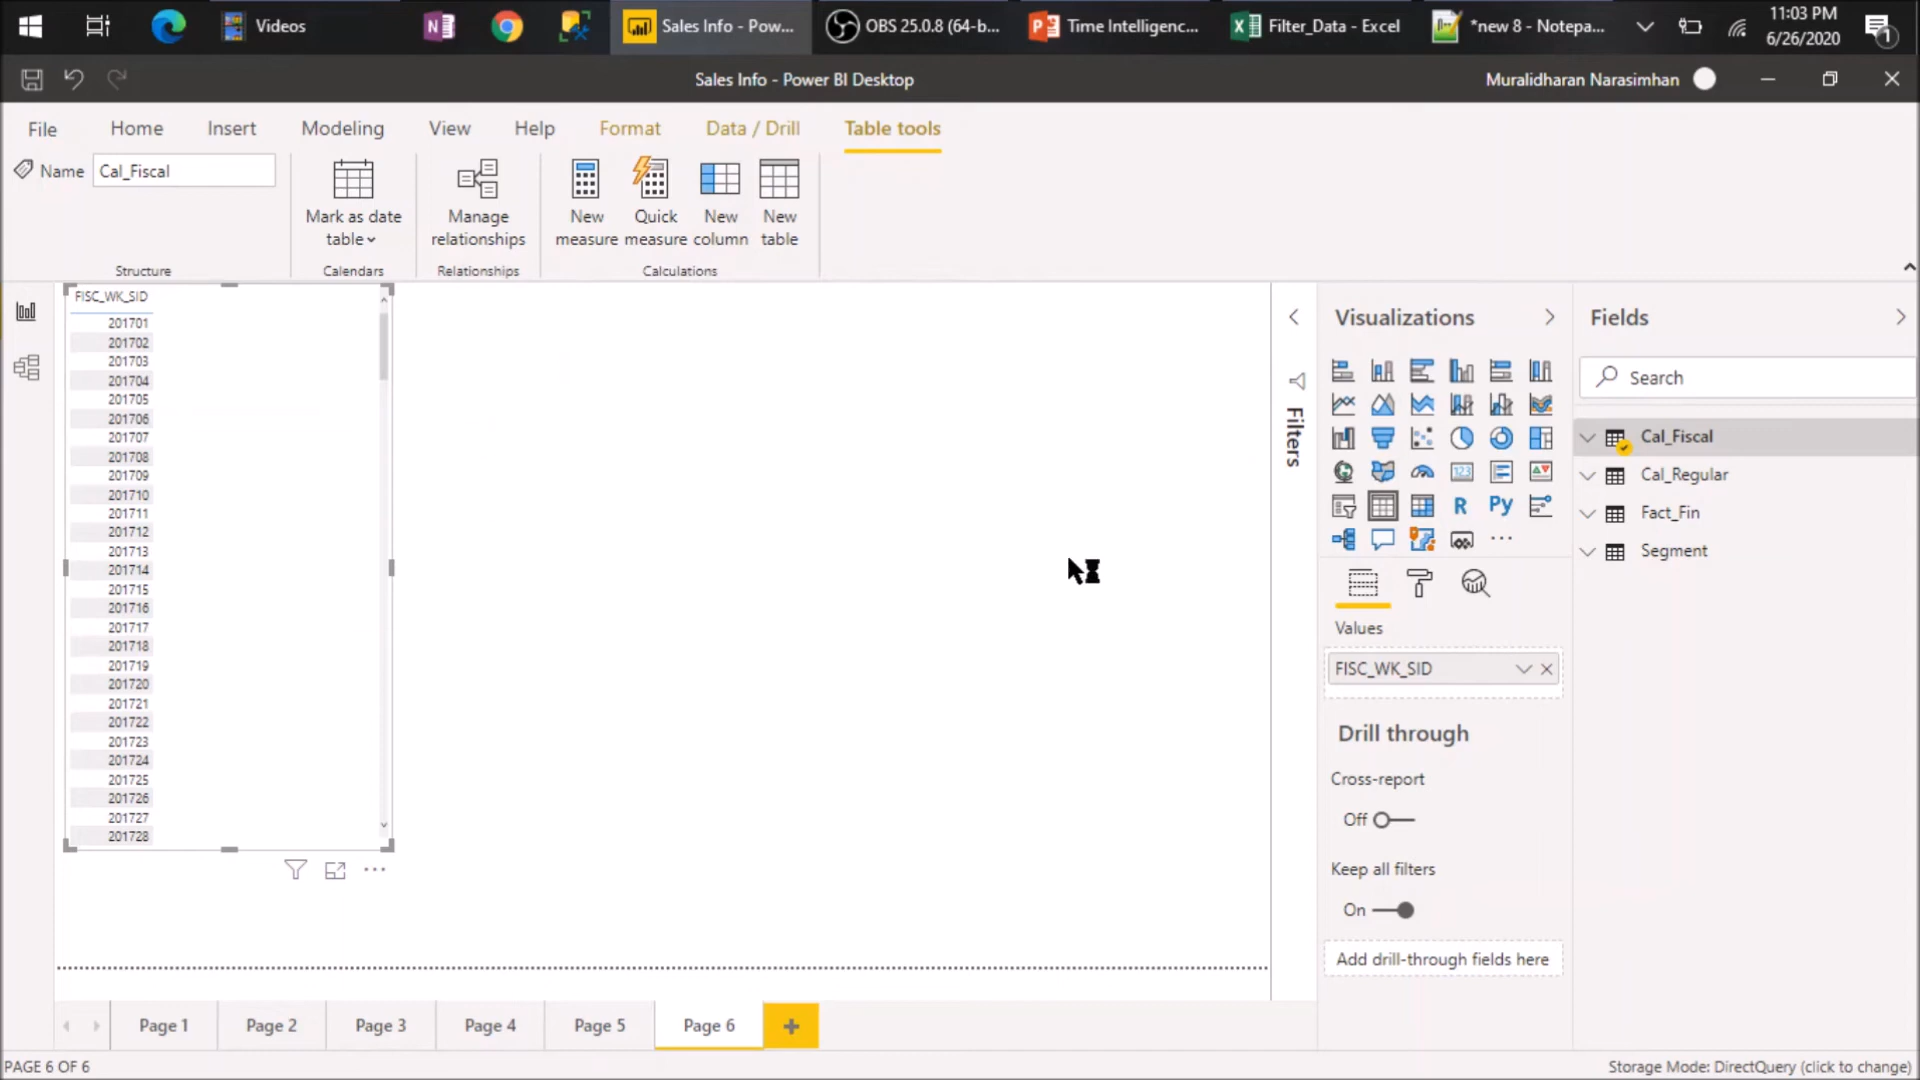 Videos
Sales Info - Pow...
OBS 25.0.8 (64-b...
Time Intelligenc...
Filter_Data - Excel
*new 8 - Notepa...
11:03 PM
6/26/2020
1
Sales Info - Power BI Desktop
Muralidharan Narasimhan
File
Home
Insert
Modeling
View
Help
Format
Data / Drill
Table tools
Name
Cal_Fiscal
Mark as date
table
Manage
relationships
New
measure
Quick
measure
New
column
New
table
Structure
Calendars
Relationships
Calculations
FISC_WK_SID
201701
201702
201703
201704
201705
201706
201707
201708
201709
201710
201711
201712
201713
201714
201715
201716
201717
201718
201719
201720
201721
201722
201723
201724
201725
201726
201727
201728
Filters
Visualizations
123
R
Py
Values
FISC_WK_SID
Drill through
Cross-report
Off
Keep all filters
On
Add drill-through fields here
Fields
Search
Cal_Fiscal
Cal_Regular
Fact_Fin
Segment
Page 1
Page 2
Page 3
Page 4
Page 5
Page 6
+
PAGE 6 OF 6
Storage Mode: DirectQuery (click to change)